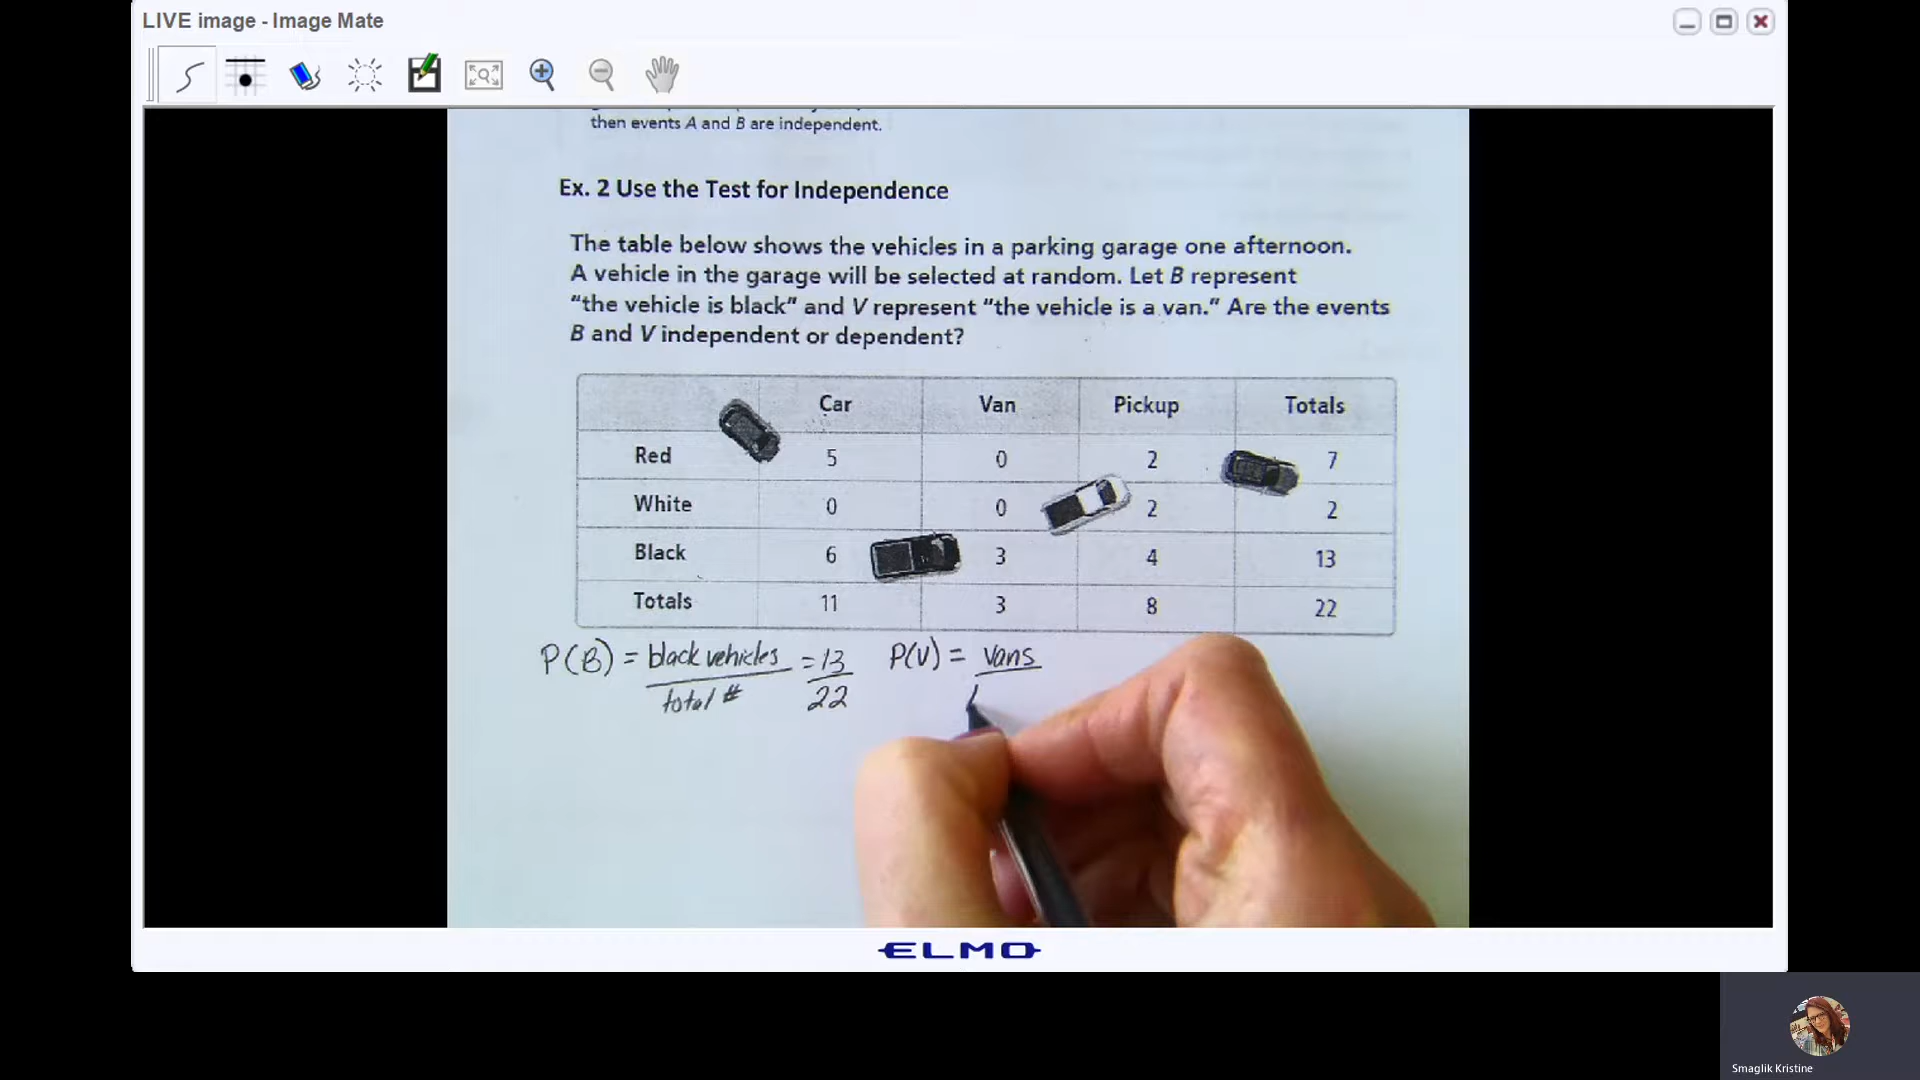 LIVE image - Image Mate
then events A and B are independent.
Ex. 2 Use the Test for Independence
The table below shows the vehicles in a parking garage one afternoon.
A vehicle in the garage will be selected at random. Let B represent
“the vehicle is black” and V represent “the vehicle is a van.” Are the events
B and V independent or dependent?
Car Van Pickup Totals
Red 5 0 2 7
White 0 0 2 2
Black 6 3 4 13
Totals 11 3 8 22
P(B) = black vehicles = 13 P(V) = vans
total # 22
ELMO
Smaglik Kristine